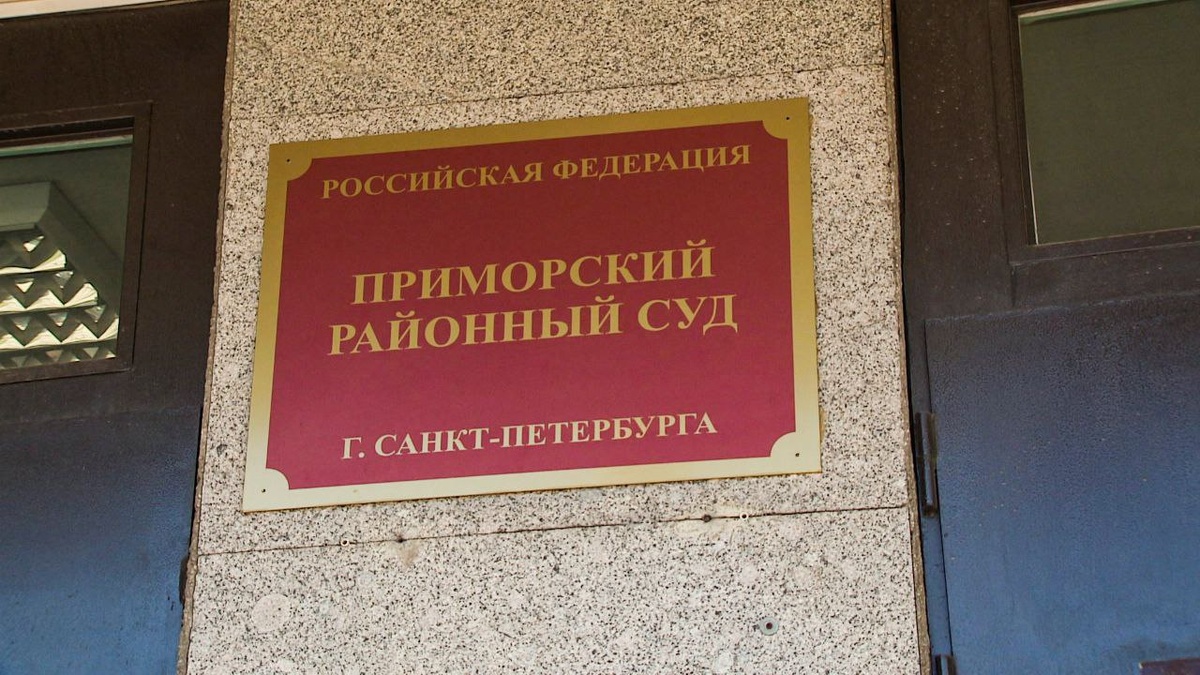 РОССИЙСКАЯ ФЕДЕРАЦИЯ
ПРИМОРСКИЙ
РАЙОННЫЙ СУД
Г. САНКТ-ПЕТЕРБУРГА